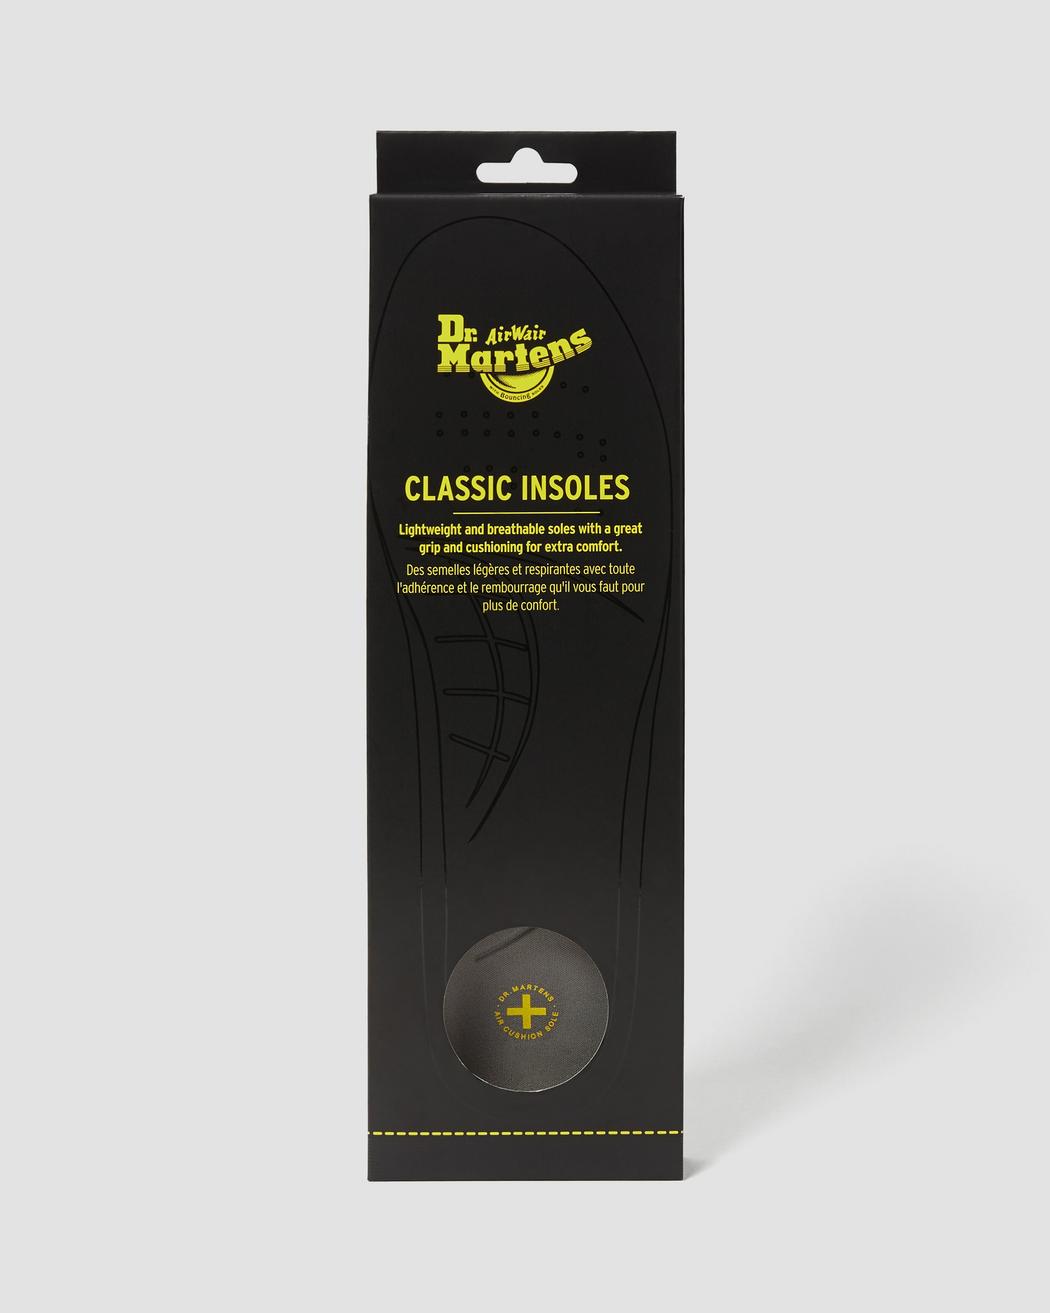 Dr. AirWair
Martens
WITH Bouncing SOLES
CLASSIC INSOLES
Lightweight and breathable soles with a great
grip and cushioning for extra comfort.
Des semelles légères et respirantes avec toute
l'adhérence et le rembourrage qu'il vous faut pour
plus de confort.
· DR. MARTENS ·
AIR CUSHION SOLE